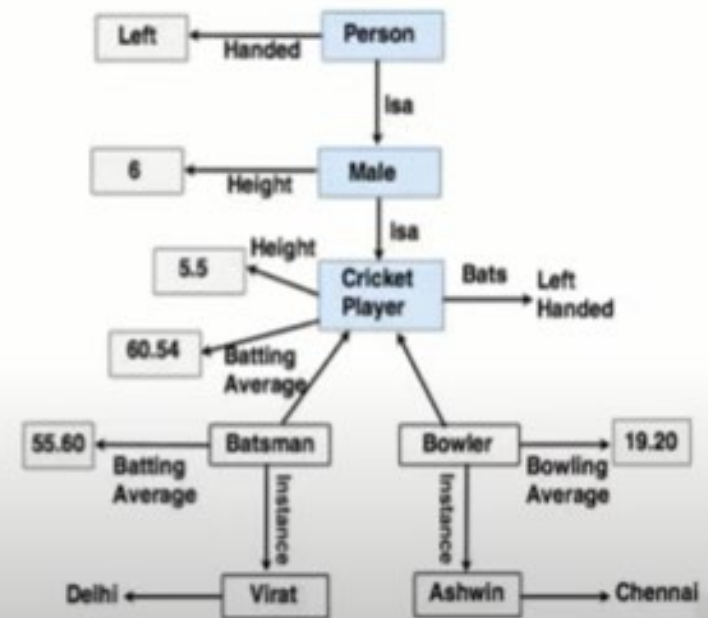 Left
Handed
Person
Isa
6
Height
Male
Isa
Height
5.5
Cricket
Player
Bats
Left
Handed
60.54
Batting
Average
55.60
Batting
Average
Batsman
Bowler
Bowling
Average
19.20
Instance
Instance
Delhi
Virat
Ashwin
Chennai